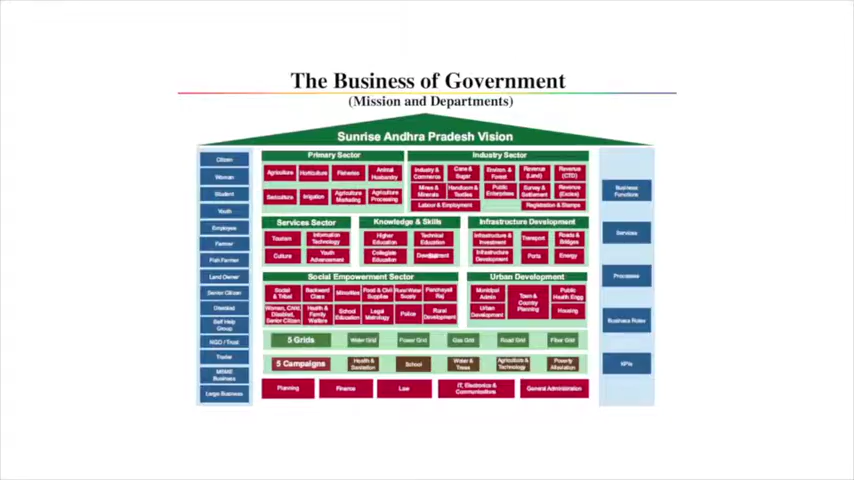 The Business of Government
(Mission and Departments)
Sunrise Andhra Pradesh Vision
Citizen
Woman
Student
Youth
Employee
Farmer
Fish Farmer
Land Owner
Senior Citizen
Disabled
Self Help
Group
NGO / Trust
Trader
MSME
Business
Large Business
Primary Sector
Agriculture
Horticulture
Fisheries
Animal
Husbandry
Sericulture
Irrigation
Agriculture
Marketing
Agriculture
Processing
Industry Sector
Industry &
Commerce
Cane &
Sugar
Environ. &
Forest
Revenue
(Land)
Revenue
(CTD)
Mines &
Minerals
Handloom &
Textiles
Public
Enterprises
Survey &
Settlement
Revenue
(Excise)
Labour & Employment
Registration & Stamps
Services Sector
Tourism
Information
Technology
Culture
Youth
Advancement
Knowledge & Skills
Higher
Education
Technical
Education
Collegiate
Education
Infrastructure Development
Infrastructure &
Investment
Transport
Roads &
Bridges
Infrastructure
Development
Ports
Energy
Social Empowerment Sector
Social
& Tribal
Backward
Class
Minorities
Food & Civil
Supplies
Rural Water
Supply
Panchayati
Raj
Women, Child,
Disabled,
Senior Citizen
Health &
Family
Welfare
School
Education
Legal
Metrology
Police
Rural
Development
Urban Development
Municipal
Admin
Town &
Country
Planning
Public
Health Engg
Urban
Development
Housing
5 Grids
Water Grid
Power Grid
Gas Grid
Road Grid
Fiber Grid
5 Campaigns
Health &
Sanitation
School
Water &
Trees
Agriculture &
Technology
Poverty
Alleviation
Planning
Finance
Law
IT, Electronics &
Communications
General Administration
Business
Functions
Services
Processes
Business Roles
KPIs